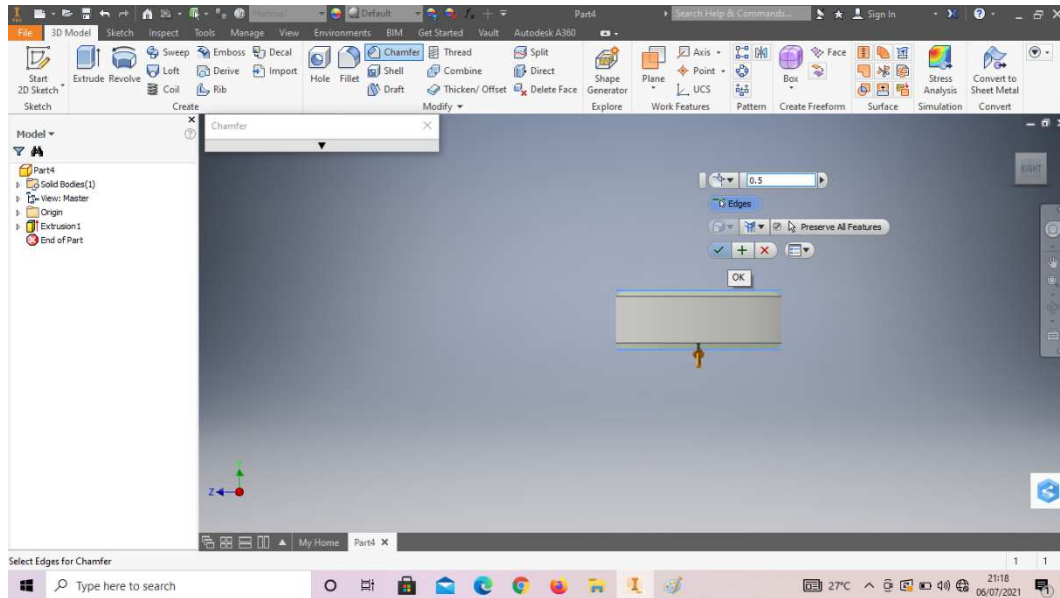 Material
Default
Part4
Search Help & Commands...
Sign In
File 3D Model Sketch Inspect Tools Manage View Environments BIM Get Started Vault Autodesk A360
Start
2D Sketch
Extrude
Revolve
Sweep
Loft
Coil
Emboss
Derive
Rib
Decal
Import
Hole
Fillet
Chamfer
Shell
Draft
Thread
Combine
Thicken/ Offset
Split
Direct
Delete Face
Shape
Generator
Plane
Axis
Point
UCS
Box
Face
Stress
Analysis
Convert to
Sheet Metal
Sketch Create Modify Explore Work Features Pattern Create Freeform Surface Simulation Convert
Model
Part4
Solid Bodies(1)
View: Master
Origin
Extrusion1
End of Part
Chamfer
0.5
Edges
Preserve All Features
OK
RIGHT
Y
Z
My Home Part4
Select Edges for Chamfer
1 1
Type here to search
27°C
21:18
06/07/2021